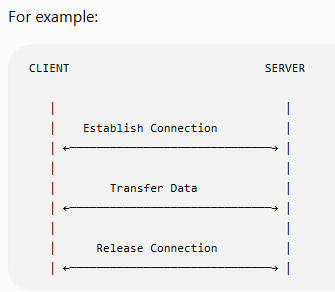 For example:
CLIENT SERVER
Establish Connection
Transfer Data
Release Connection